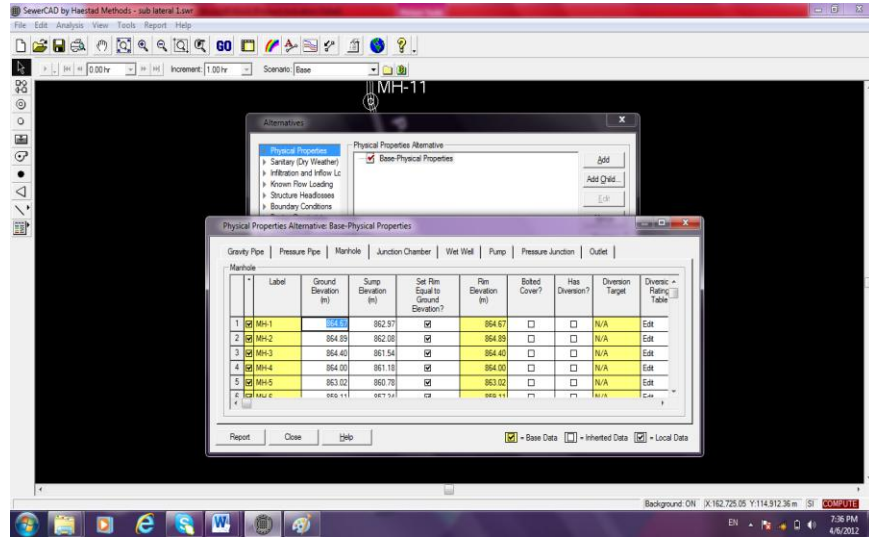 SewerCAD by Haestad Methods - sub lateral 1.swr
File Edit Analysis View Tools Report Help
GO
0.00 hr Increment: 1.00 hr Scenario: Base
MH-11
Alternatives
Physical Properties
Sanitary (Dry Weather)
Infiltration and Inflow Lc
Known Flow Loading
Structure Headlosses
Boundary Conditions
Physical Properties Alternative
Base-Physical Properties
Add
Add Child...
Edit
Physical Properties Alternative: Base-Physical Properties
Gravity Pipe Pressure Pipe Manhole Junction Chamber Wet Well Pump Pressure Junction Outlet
Manhole
* Label Ground Elevation (m) Sump Elevation (m) Set Rim Equal to Ground Elevation? Rim Elevation (m) Bolted Cover? Has Diversion? Diversion Target Diversic Rating Table
1 MH-1 864.67 862.97 864.67 N/A Edit
2 MH-2 864.89 862.08 864.89 N/A Edit
3 MH-3 864.40 861.54 864.40 N/A Edit
4 MH-4 864.00 861.18 864.00 N/A Edit
5 MH-5 863.02 860.78 863.02 N/A Edit
Report Close Help = Base Data = Inherited Data = Local Data
Background: ON X:162,725.05 Y:114,912.36 m SI COMPUTE
EN 7:36 PM
4/6/2012